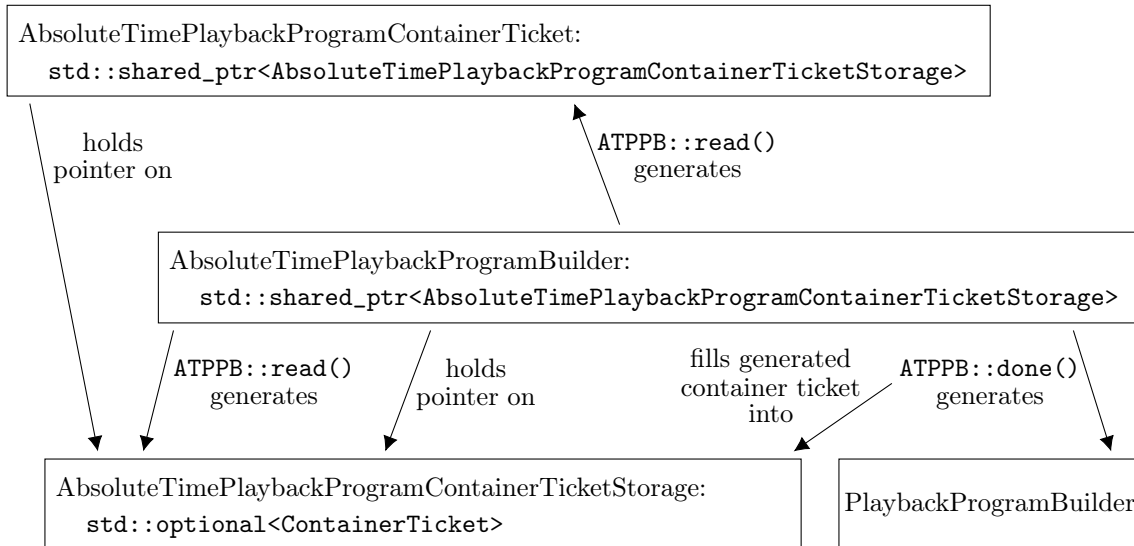 AbsoluteTimePlaybackProgramContainerTicket:
std::shared_ptr<AbsoluteTimePlaybackProgramContainerTicketStorage>
holds
pointer on
ATPPB::read()
generates
AbsoluteTimePlaybackProgramBuilder:
std::shared_ptr<AbsoluteTimePlaybackProgramContainerTicketStorage>
ATPPB::read()
generates
holds
pointer on
fills generated
container ticket
into
ATPPB::done()
generates
AbsoluteTimePlaybackProgramContainerTicketStorage:
std::optional<ContainerTicket>
PlaybackProgramBuilder